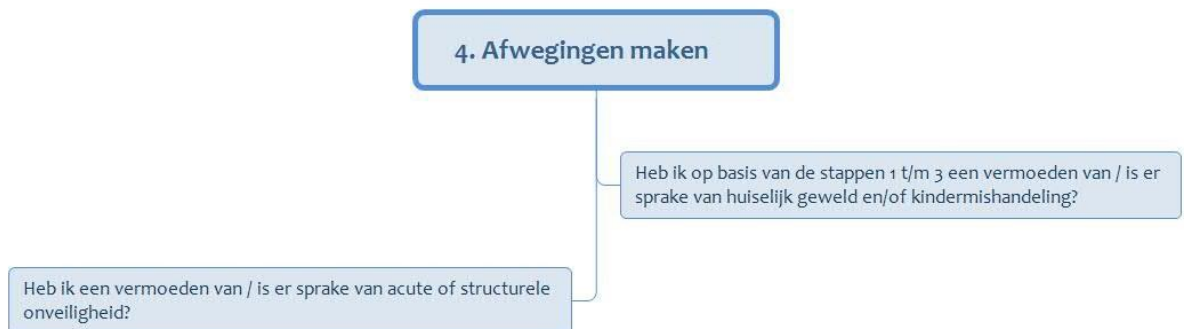 4. Afwegingen maken
Heb ik op basis van de stappen 1 t/m 3 een vermoeden van / is er
sprake van huiselijk geweld en/of kindermishandeling?
Heb ik een vermoeden van / is er sprake van acute of structurele
onveiligheid?